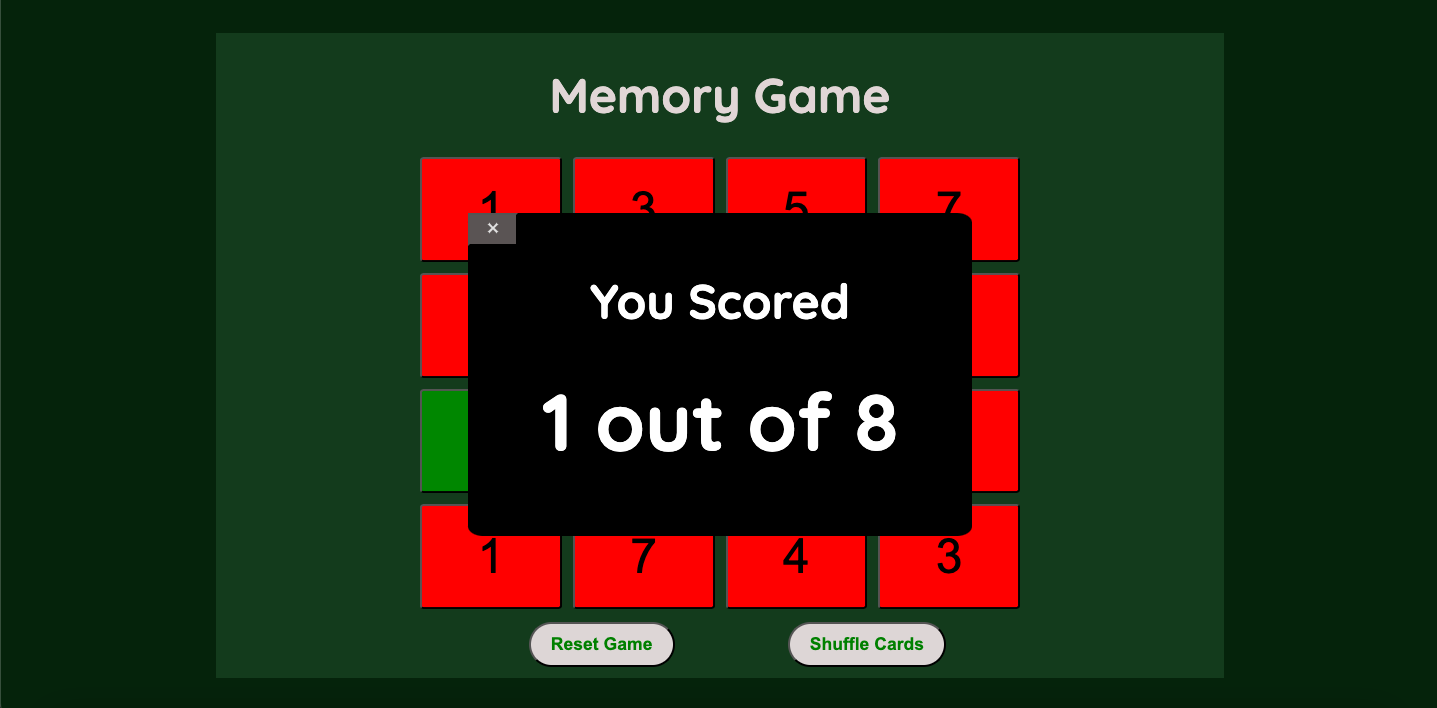 Memory Game
1 3 5 7
×
You Scored
1 out of 8
1 7 4 3
Reset Game Shuffle Cards